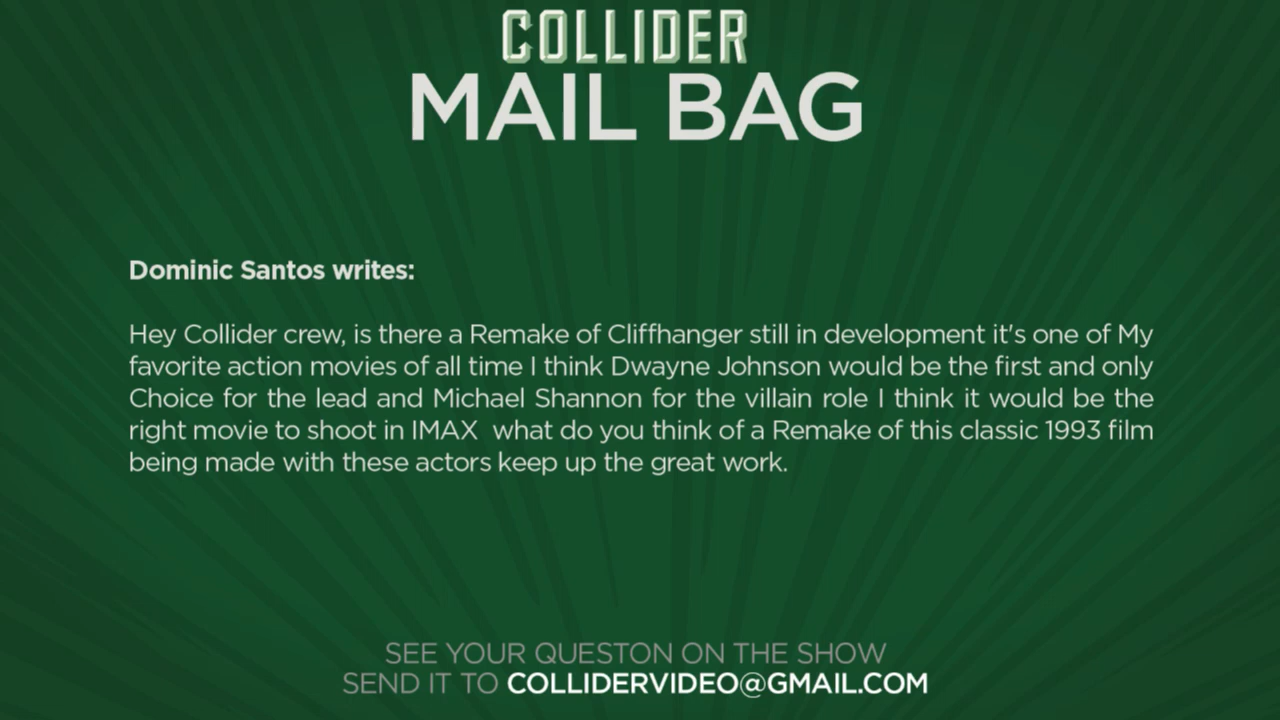 COLLIDER
MAIL BAG
Dominic Santos writes:
Hey Collider crew, is there a Remake of Cliffhanger still in development it's one of My
favorite action movies of all time I think Dwayne Johnson would be the first and only
Choice for the lead and Michael Shannon for the villain role I think it would be the
right movie to shoot in IMAX  what do you think of a Remake of this classic 1993 film
being made with these actors keep up the great work.
SEE YOUR QUESTON ON THE SHOW
SEND IT TO COLLIDERVIDEO@GMAIL.COM